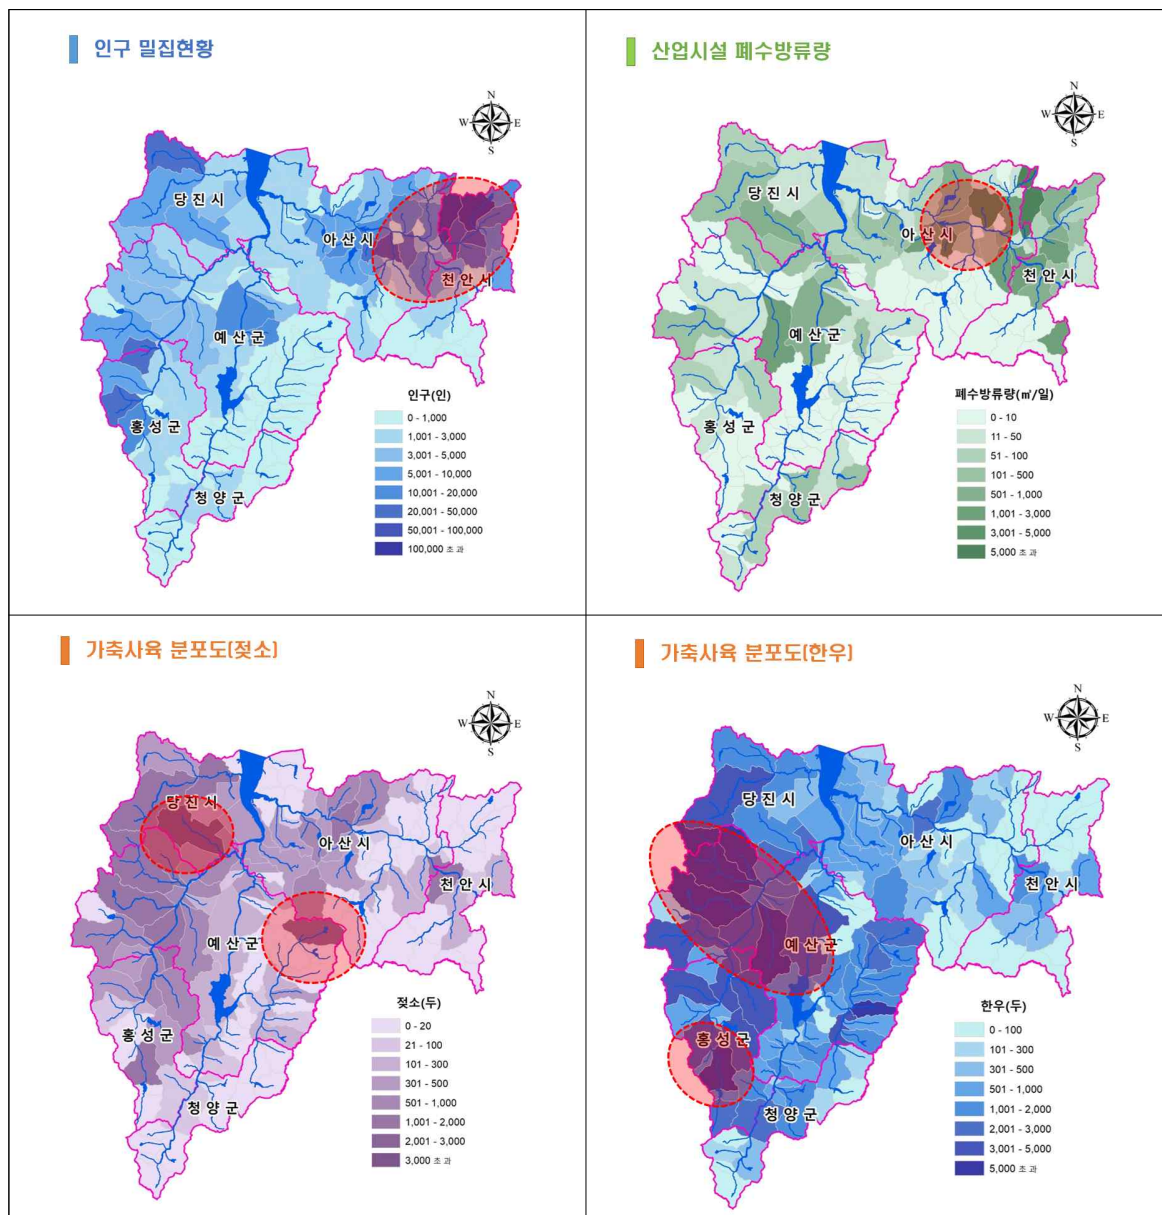 인구 밀집현황
N
W E
S
당 진 시
아 산 시
천 안 시
예 산 군
홍 성 군
청 양 군
인구(인)
0 - 1,000
1,001 - 3,000
3,001 - 5,000
5,001 - 10,000
10,001 - 20,000
20,001 - 50,000
50,001 - 100,000
100,000 초 과
산업시설 폐수방류량
N
W E
S
당 진 시
아 산 시
천 안 시
예 산 군
홍 성 군
청 양 군
폐수방류량(㎥/일)
0 - 10
11 - 50
51 - 100
101 - 500
501 - 1,000
1,001 - 3,000
3,001 - 5,000
5,000 초 과
가축사육 분포도(젖소)
N
W E
S
당 진 시
아 산 시
천 안 시
예 산 군
홍 성 군
청 양 군
젖소(두)
0 - 20
21 - 100
101 - 300
301 - 500
501 - 1,000
1,001 - 2,000
2,001 - 3,000
3,000 초 과
가축사육 분포도(한우)
N
W E
S
당 진 시
아 산 시
천 안 시
예 산 군
홍 성 군
청 양 군
한우(두)
0 - 100
101 - 300
301 - 500
501 - 1,000
1,001 - 2,000
2,001 - 3,000
3,001 - 5,000
5,000 초 과